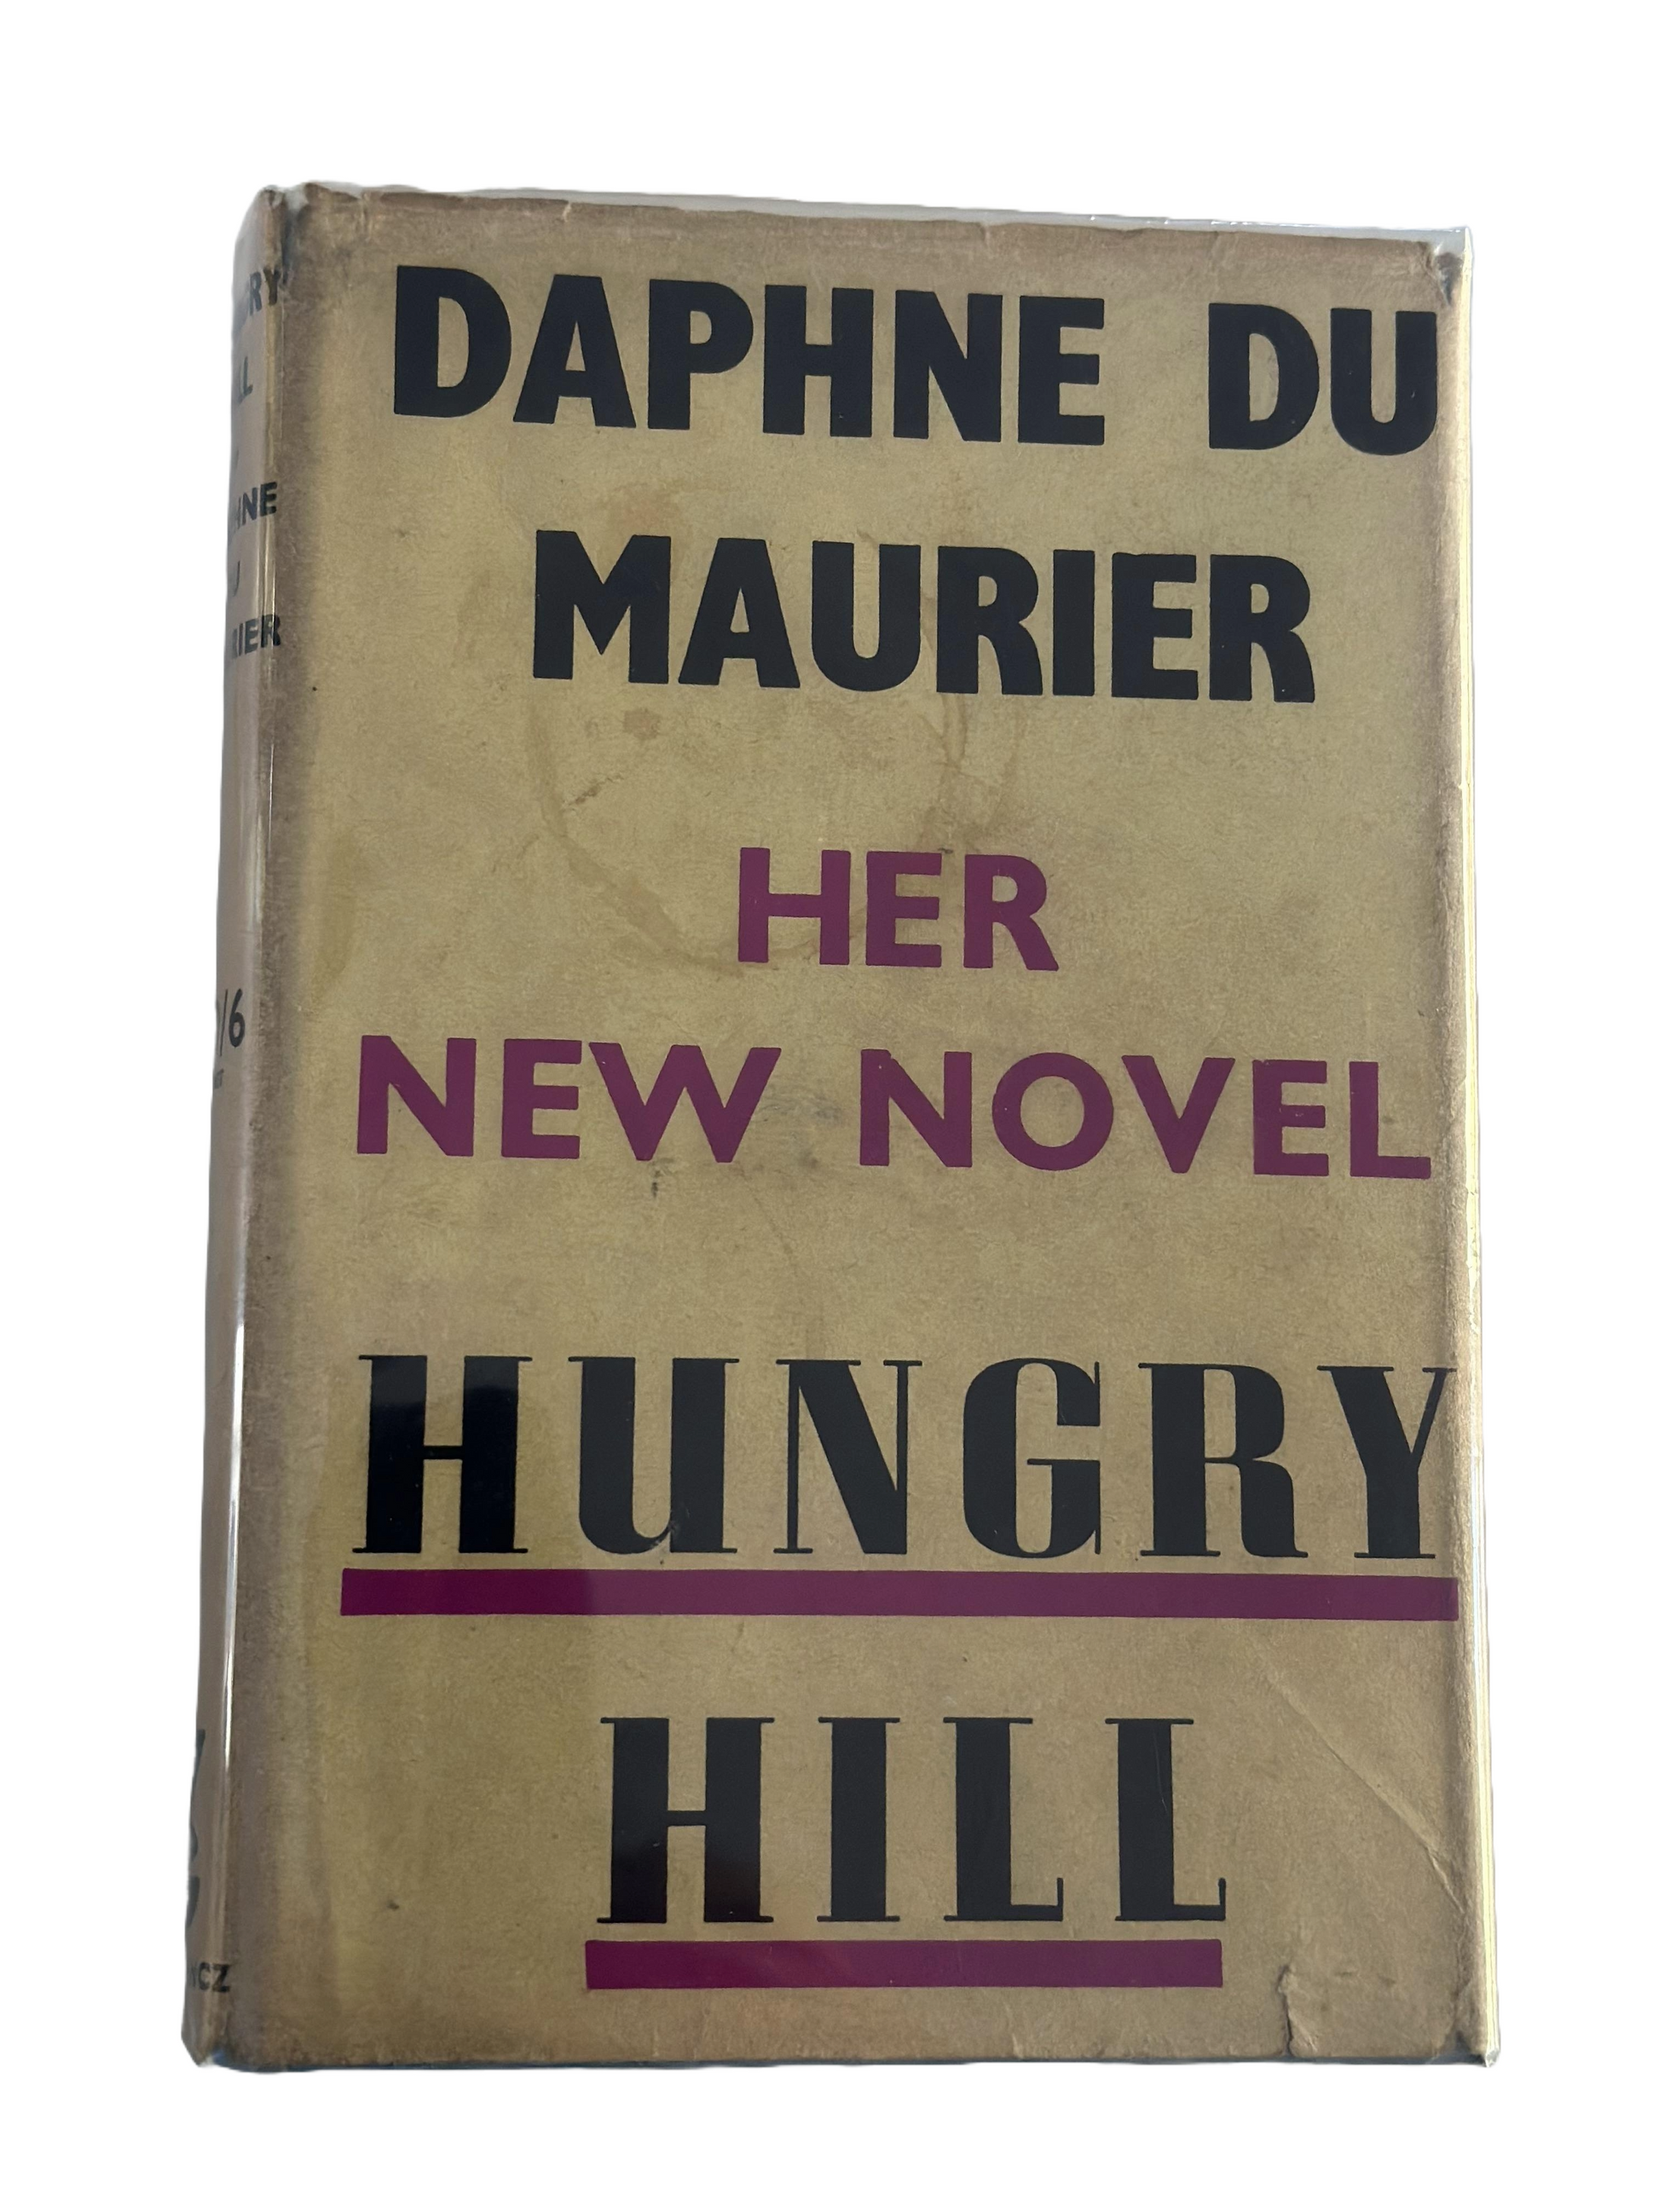 DAPHNE DU
MAURIER
HER
NEW NOVEL
HUNGRY
HILL